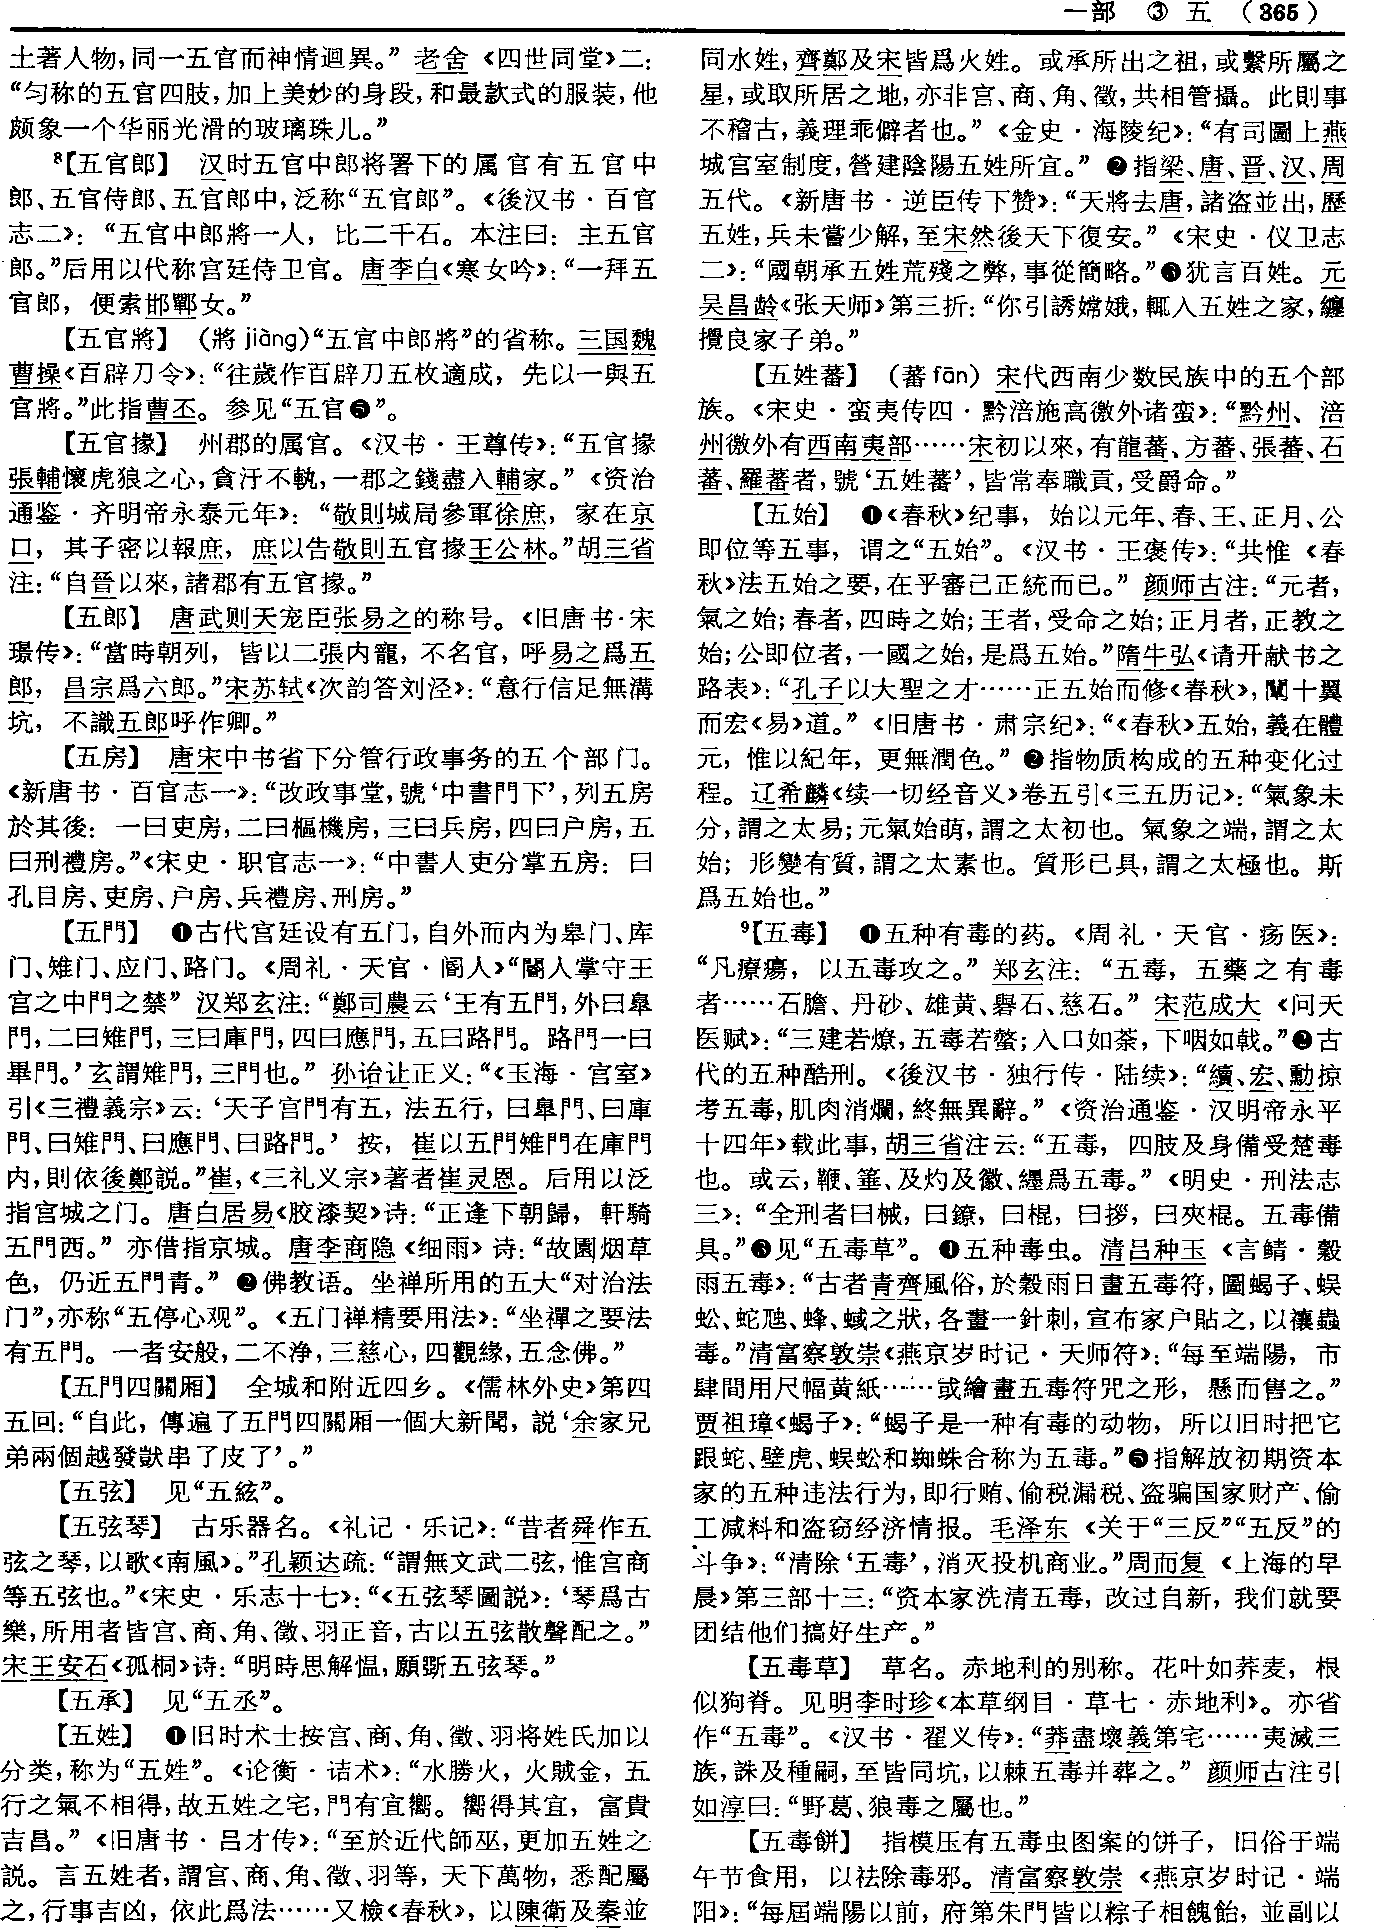 一部 ③ 五 （365）
土著人物，同一五官而神情迥異。”老舍《四世同堂》二：
“匀称的五官四肢，加上美妙的身段，和最款式的服装，他
颇象一个华丽光滑的玻璃珠儿。”
⁸【五官郎】 汉时五官中郎将署下的属官有五官中
郎、五官侍郎、五官郎中，泛称“五官郎”。《後汉书·百官
志二》：“五官中郎將一人，比二千石。本注曰：主五官
郎。”后用以代称宫廷侍卫官。唐李白《寒女吟》：“一拜五
官郎，便索邯鄲女。”
【五官將】 （將 jiàng）“五官中郎將”的省称。三国魏
曹操《百辟刀令》：“往歲作百辟刀五枚適成，先以一與五
官將。”此指曹丕。参见“五官❺”。
【五官掾】 州郡的属官。《汉书·王尊传》：“五官掾
張輔懷虎狼之心，貪汙不軌，一郡之錢盡入輔家。”《资治
通鉴·齐明帝永泰元年》：“敬則城局參軍徐庶，家在京
口，其子密以報庶，庶以告敬則五官掾王公林。”胡三省
注：“自晉以來，諸郡有五官掾。”
【五郎】 唐武则天宠臣张易之的称号。《旧唐书·宋
璟传》：“當時朝列，皆以二張内寵，不名官，呼易之爲五
郎，昌宗爲六郎。”宋苏轼《次韵答刘泾》：“意行信足無溝
坑，不識五郎呼作卿。”
【五房】 唐宋中书省下分管行政事务的五个部门。
《新唐书·百官志一》：“改政事堂，號‘中書門下’，列五房
於其後：一曰吏房，二曰樞機房，三曰兵房，四曰户房，五
曰刑禮房。”《宋史·职官志一》：“中書人吏分掌五房：曰
孔目房、吏房、户房、兵禮房、刑房。”
【五門】 ❶古代宫廷设有五门，自外而内为皋门、库
门、雉门、应门、路门。《周礼·天官·阍人》“閽人掌守王
宫之中門之禁”汉郑玄注：“鄭司農云‘王有五門，外曰皋
門，二曰雉門，三曰庫門，四曰應門，五曰路門。路門一曰
畢門。’玄謂雉門，三門也。”孙诒让正义：“《玉海·宫室》
引《三禮義宗》云：‘天子宫門有五，法五行，曰皋門、曰庫
門、曰雉門、曰應門、曰路門。’按，崔以五門雉門在庫門
内，則依後鄭説。”崔，《三礼义宗》著者崔灵恩。后用以泛
指宫城之门。唐白居易《胶漆契》诗：“正逢下朝歸，軒騎
五門西。”亦借指京城。唐李商隐《细雨》诗：“故園烟草
色，仍近五門青。”❷佛教语。坐禅所用的五大“对治法
门”，亦称“五停心观”。《五门禅精要用法》：“坐禪之要法
有五門。一者安般，二不净，三慈心，四觀緣，五念佛。”
【五門四關厢】 全城和附近四乡。《儒林外史》第四
五回：“自此，傳遍了五門四關厢一個大新聞，説‘余家兄
弟兩個越發獃串了皮了’。”
【五弦】 见“五絃”。
【五弦琴】 古乐器名。《礼记·乐记》：“昔者舜作五
弦之琴，以歌《南風》。”孔颖达疏：“謂無文武二弦，惟宫商
等五弦也。”《宋史·乐志十七》：“《五弦琴圖説》：‘琴爲古
樂，所用者皆宫、商、角、徵、羽正音，古以五弦散聲配之。”
宋王安石《孤桐》诗：“明時思解愠，願斲五弦琴。”
【五承】 见“五丞”。
【五姓】 ❶旧时术士按宫、商、角、徵、羽将姓氏加以
分类，称为“五姓”。《论衡·诘术》：“水勝火，火賊金，五
行之氣不相得，故五姓之宅，門有宜嚮。嚮得其宜，富貴
吉昌。”《旧唐书·吕才传》：“至於近代師巫，更加五姓之
説。言五姓者，謂宫、商、角、徵、羽等，天下萬物，悉配屬
之，行事吉凶，依此爲法……又檢《春秋》，以陳衛及秦並
同水姓，齊鄭及宋皆爲火姓。或承所出之祖，或繫所屬之
星，或取所居之地，亦非宫、商、角、徵，共相管攝。此則事
不稽古，義理乖僻者也。”《金史·海陵纪》：“有司圖上燕
城宫室制度，營建陰陽五姓所宜。”❷指梁、唐、晋、汉、周
五代。《新唐书·逆臣传下赞》：“天將去唐，諸盗並出，歷
五姓，兵未嘗少解，至宋然後天下復安。”《宋史·仪卫志
二》：“國朝承五姓荒殘之弊，事從簡略。”❸犹言百姓。元
吴昌龄《张天师》第三折：“你引誘嫦娥，輒入五姓之家，纏
攪良家子弟。”
【五姓蕃】 （蕃 fān）宋代西南少数民族中的五个部
族。《宋史·蛮夷传四·黔涪施高徼外诸蛮》：“黔州、涪
州徼外有西南夷部……宋初以來，有龍蕃、方蕃、張蕃、石
蕃、羅蕃者，號‘五姓蕃’，皆常奉職貢，受爵命。”
【五始】 ❶《春秋》纪事，始以元年、春、王、正月、公
即位等五事，谓之“五始”。《汉书·王褒传》：“共惟《春
秋》法五始之要，在乎審己正統而已。”颜师古注：“元者，
氣之始；春者，四時之始；王者，受命之始；正月者，正教之
始；公即位者，一國之始，是爲五始。”隋牛弘《请开献书之
路表》：“孔子以大聖之才……正五始而修《春秋》，闡十翼
而宏《易》道。”《旧唐书·肃宗纪》：“《春秋》五始，義在體
元，惟以紀年，更無潤色。”❷指物质构成的五种变化过
程。辽希麟《续一切经音义》卷五引《三五历记》：“氣象未
分，謂之太易；元氣始萌，謂之太初也。氣象之端，謂之太
始；形變有質，謂之太素也。質形已具，謂之太極也。斯
爲五始也。”
⁹【五毒】 ❶五种有毒的药。《周礼·天官·疡医》：
“凡療瘍，以五毒攻之。”郑玄注：“五毒，五藥之有毒
者……石膽、丹砂、雄黄、礜石、慈石。”宋范成大《问天
医赋》：“三建若燎，五毒若螫；入口如荼，下咽如戟。”❷古
代的五种酷刑。《後汉书·独行传·陆续》：“續、宏、勳掠
考五毒，肌肉消爛，終無異辭。”《资治通鉴·汉明帝永平
十四年》载此事，胡三省注云：“五毒，四肢及身備受楚毒
也。或云，鞭、箠、及灼及徽、纆爲五毒。”《明史·刑法志
三》：“全刑者曰械，曰鐐，曰棍，曰拶，曰夾棍。五毒備
具。”❸见“五毒草”。❹五种毒虫。清吕种玉《言鲭·穀
雨五毒》：“古者青齊風俗，於穀雨日畫五毒符，圖蝎子、蜈
蚣、蛇虺、蜂、蜮之狀，各畫一針刺，宣布家户貼之，以禳蟲
毒。”清富察敦崇《燕京岁时记·天师符》：“每至端陽，市
肆間用尺幅黄紙……或繪畫五毒符咒之形，懸而售之。”
贾祖璋《蝎子》：“蝎子是一种有毒的动物，所以旧时把它
跟蛇、壁虎、蜈蚣和蜘蛛合称为五毒。”❺指解放初期资本
家的五种违法行为，即行贿、偷税漏税、盗骗国家财产、偷
工减料和盗窃经济情报。毛泽东《关于“三反”“五反”的
斗争》：“清除‘五毒’，消灭投机商业。”周而复《上海的早
晨》第三部十三：“资本家洗清五毒，改过自新，我们就要
团结他们搞好生产。”
【五毒草】 草名。赤地利的别称。花叶如荞麦，根
似狗脊。见明李时珍《本草纲目·草七·赤地利》。亦省
作“五毒”。《汉书·翟义传》：“莽盡壞義第宅……夷滅三
族，誅及種嗣，至皆同坑，以棘五毒并葬之。”颜师古注引
如淳曰：“野葛、狼毒之屬也。”
【五毒餅】 指模压有五毒虫图案的饼子，旧俗于端
午节食用，以祛除毒邪。清富察敦崇《燕京岁时记·端
阳》：“每屆端陽以前，府第朱門皆以粽子相餽貽，並副以